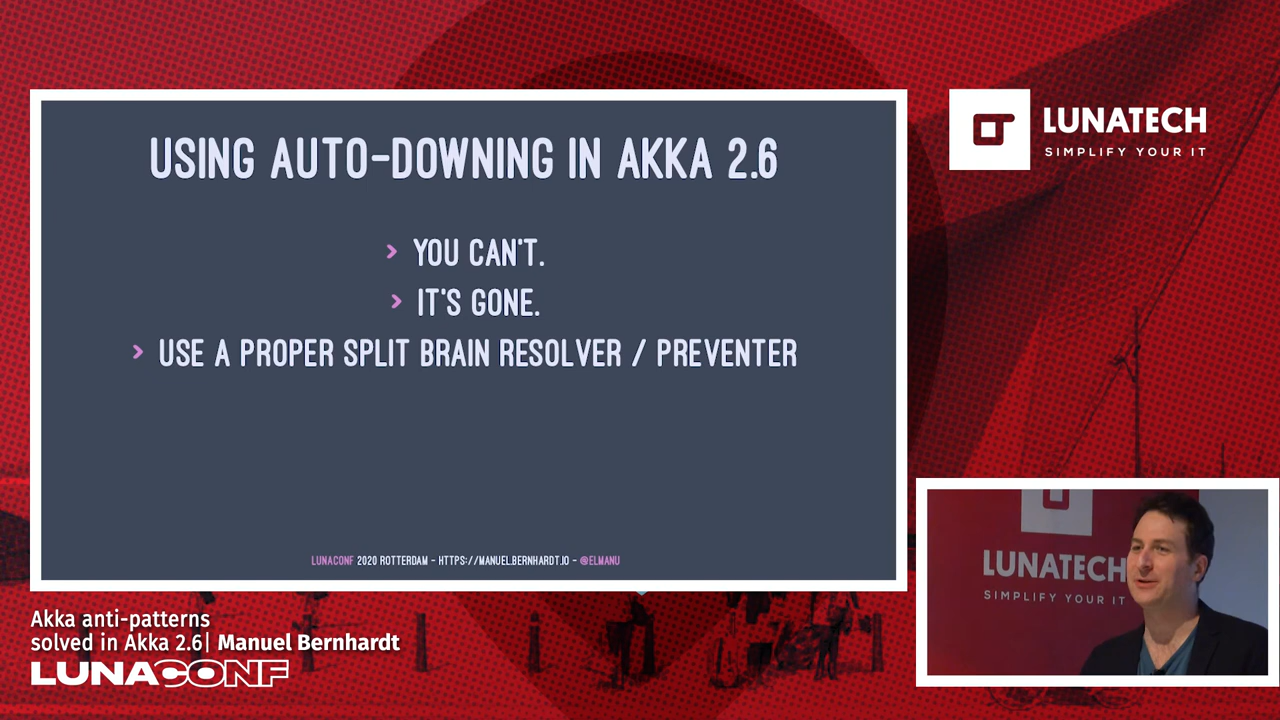 USING AUTO-DOWNING IN AKKA 2.6
> YOU CAN'T.
> IT'S GONE.
> USE A PROPER SPLIT BRAIN RESOLVER / PREVENTER
LUNACONF 2020 ROTTERDAM - HTTPS://MANUEL.BERNHARDT.IO - @ELMANU
LUNATECH
SIMPLIFY YOUR IT
LUNATECH
SIMPLIFY YOUR IT
Akka anti-patterns
solved in Akka 2.6| Manuel Bernhardt
LUNACONF